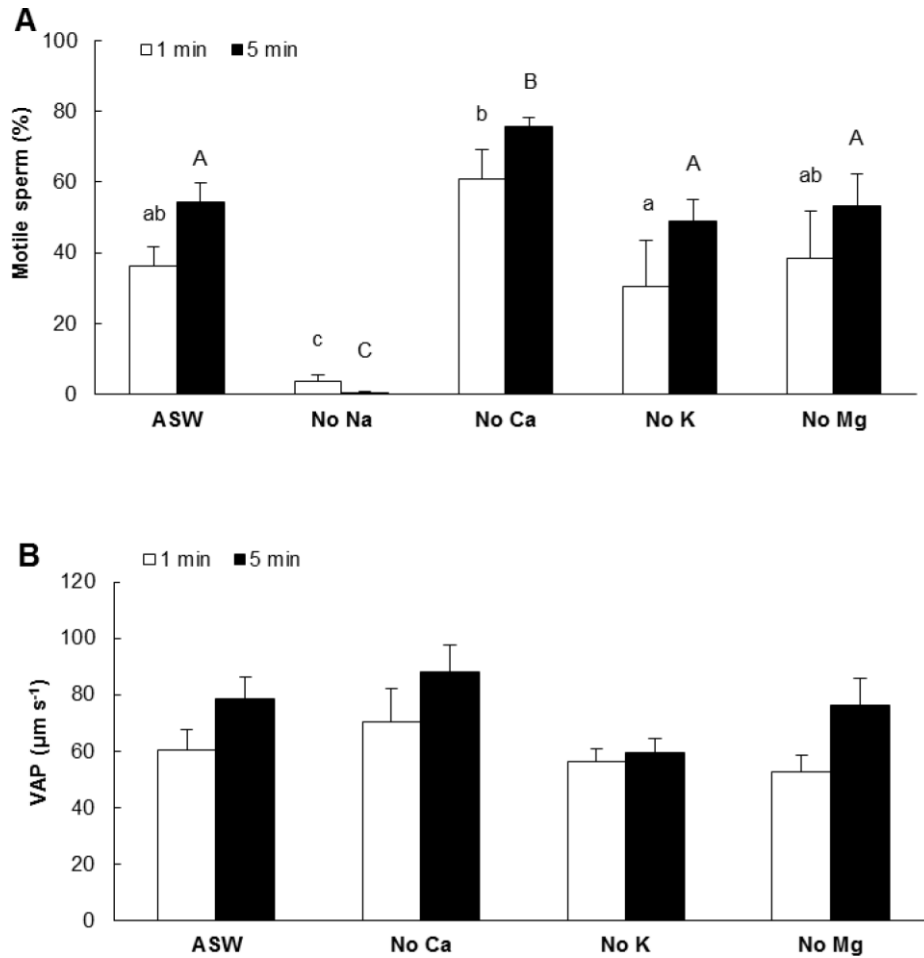 A
1 min 5 min
100
80
60
40
20
0
Motile sperm (%)
ab A c C b B a A ab A
ASW No Na No Ca No K No Mg
B
1 min 5 min
120
100
80
60
40
20
0
VAP (µm s⁻¹)
ASW No Ca No K No Mg